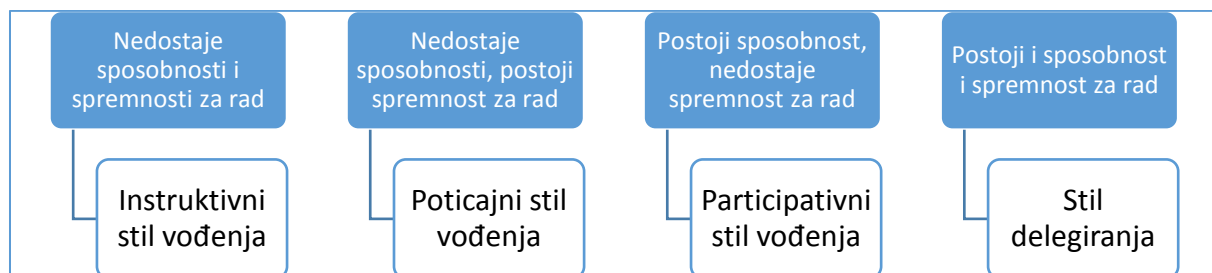 Nedostaje
sposobnosti i
spremnosti za rad
Instruktivni
stil vođenja
Nedostaje
sposobnosti, postoji
spremnost za rad
Poticajni stil
vođenja
Postoji sposobnost,
nedostaje
spremnost za rad
Participativni
stil vođenja
Postoji i sposobnost
i spremnost za rad
Stil
delegiranja